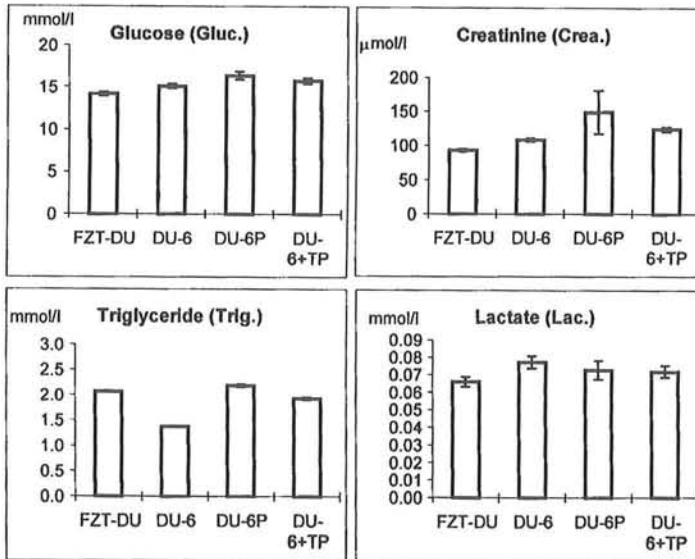 mmol/l
Glucose (Gluc.)
20
15
10
5
0
FZT-DU DU-6 DU-6P DU-
6+TP
µmol/l
Creatinine (Crea.)
200
150
100
50
0
FZT-DU DU-6 DU-6P DU-
6+TP
mmol/l
Triglyceride (Trig.)
3.0
2.5
2.0
1.5
1.0
0.5
0.0
FZT-DU DU-6 DU-6P DU-
6+TP
mmol/l
Lactate (Lac.)
0.09
0.08
0.07
0.06
0.05
0.04
0.03
0.02
0.01
0.00
FZT-DU DU-6 DU-6P DU-
6+TP